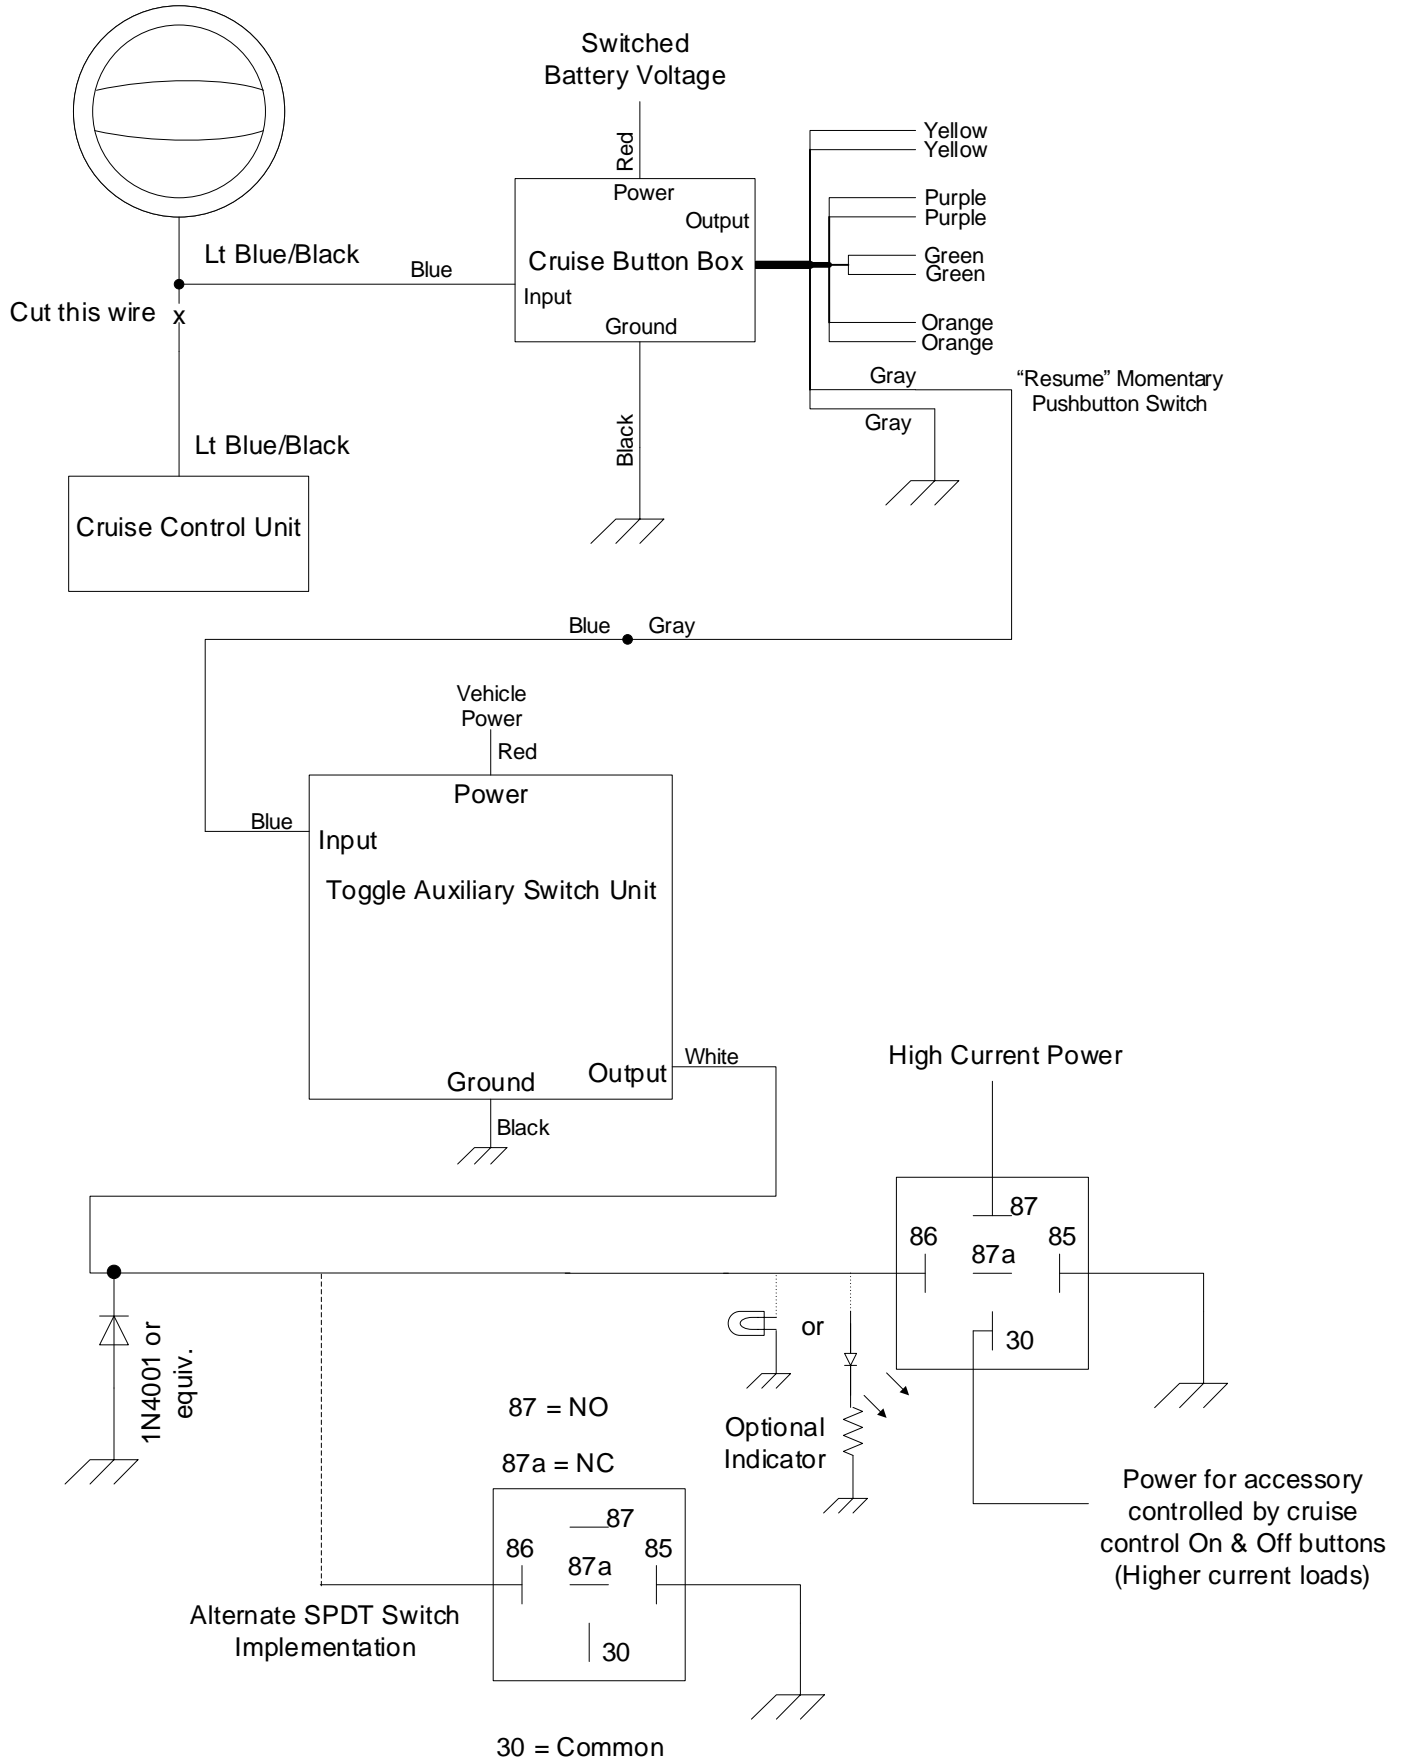 Switched
Battery Voltage
Red
Yellow
Yellow
Power
Output
Purple
Purple
Lt Blue/Black
Blue
Cruise Button Box
Green
Green
Input
Cut this wire
x
Ground
Orange
Orange
Gray
“Resume” Momentary
Pushbutton Switch
Gray
Black
Lt Blue/Black
Cruise Control Unit
Blue
Gray
Vehicle
Power
Red
Power
Blue
Input
Toggle Auxiliary Switch Unit
White
High Current Power
Output
Ground
Black
87
86
85
87a
30
or
1N4001 or
equiv.
87 = NO
Optional
Indicator
87a = NC
Power for accessory
controlled by cruise
control On & Off buttons
(Higher current loads)
87
86
85
87a
Alternate SPDT Switch
Implementation
30
30 = Common